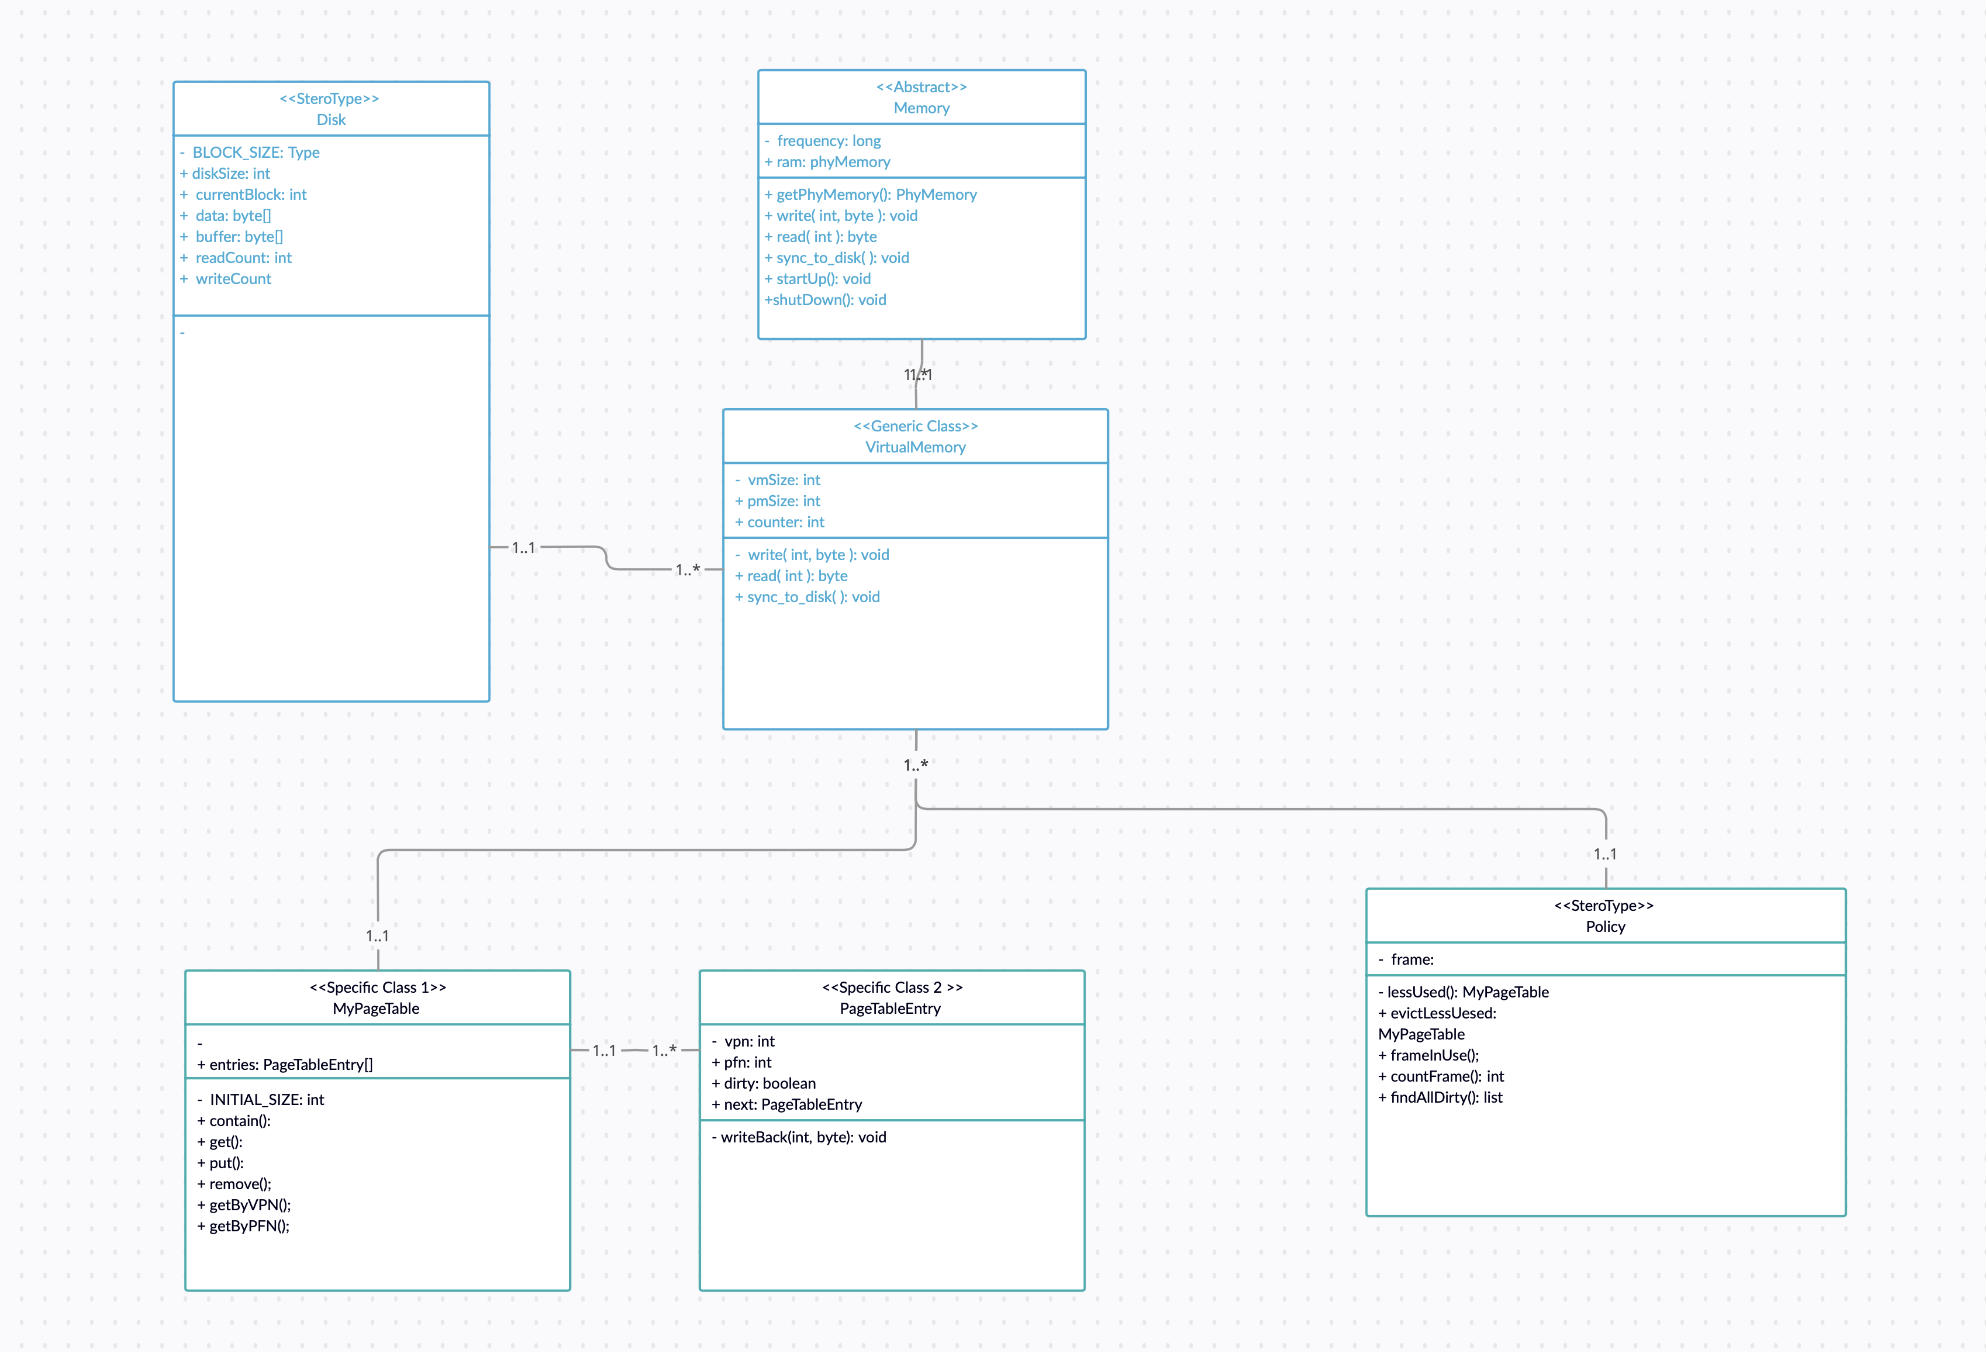 <<SteroType>>
Disk
- BLOCK_SIZE: Type
+ diskSize: int
+ currentBlock: int
+ data: byte[]
+ buffer: byte[]
+ readCount: int
+ writeCount
-
<<Abstract>>
Memory
- frequency: long
+ ram: phyMemory
+ getPhyMemory(): PhyMemory
+ write( int, byte ): void
+ read( int ): byte
+ sync_to_disk( ): void
+ startUp(): void
+shutDown(): void
<<Generic Class>>
VirtualMemory
- vmSize: int
+ pmSize: int
+ counter: int
- write( int, byte ): void
+ read( int ): byte
+ sync_to_disk( ): void
1..1
1..*
1..*
1..1
1..1
<<Specific Class 1>>
MyPageTable
-
+ entries: PageTableEntry[]
- INITIAL_SIZE: int
+ contain():
+ get():
+ put():
+ remove();
+ getByVPN();
+ getByPFN();
1..1
1..*
<<Specific Class 2 >>
PageTableEntry
- vpn: int
+ pfn: int
+ dirty: boolean
+ next: PageTableEntry
- writeBack(int, byte): void
<<SteroType>>
Policy
- frame:
- lessUsed(): MyPageTable
+ evictLessUesed:
MyPageTable
+ frameInUse();
+ countFrame(): int
+ findAllDirty(): list